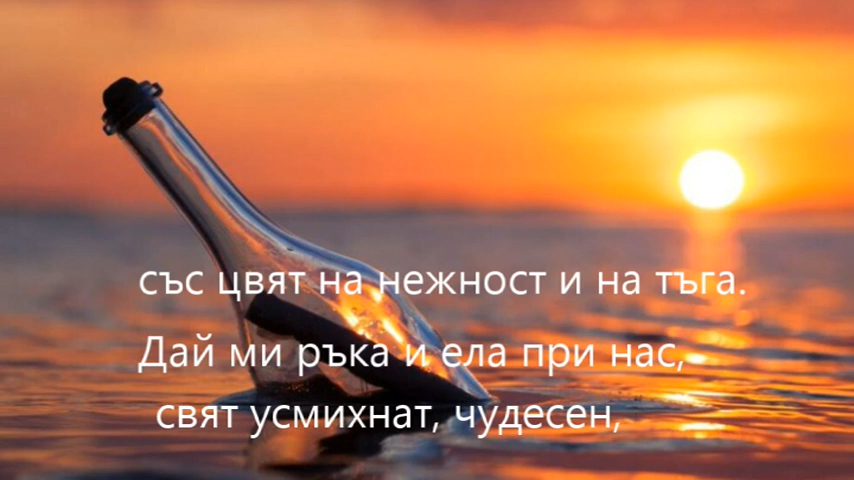 със цвят на нежност и на тъга.
Дай ми ръка и ела при нас,
свят усмихнат, чудесен,